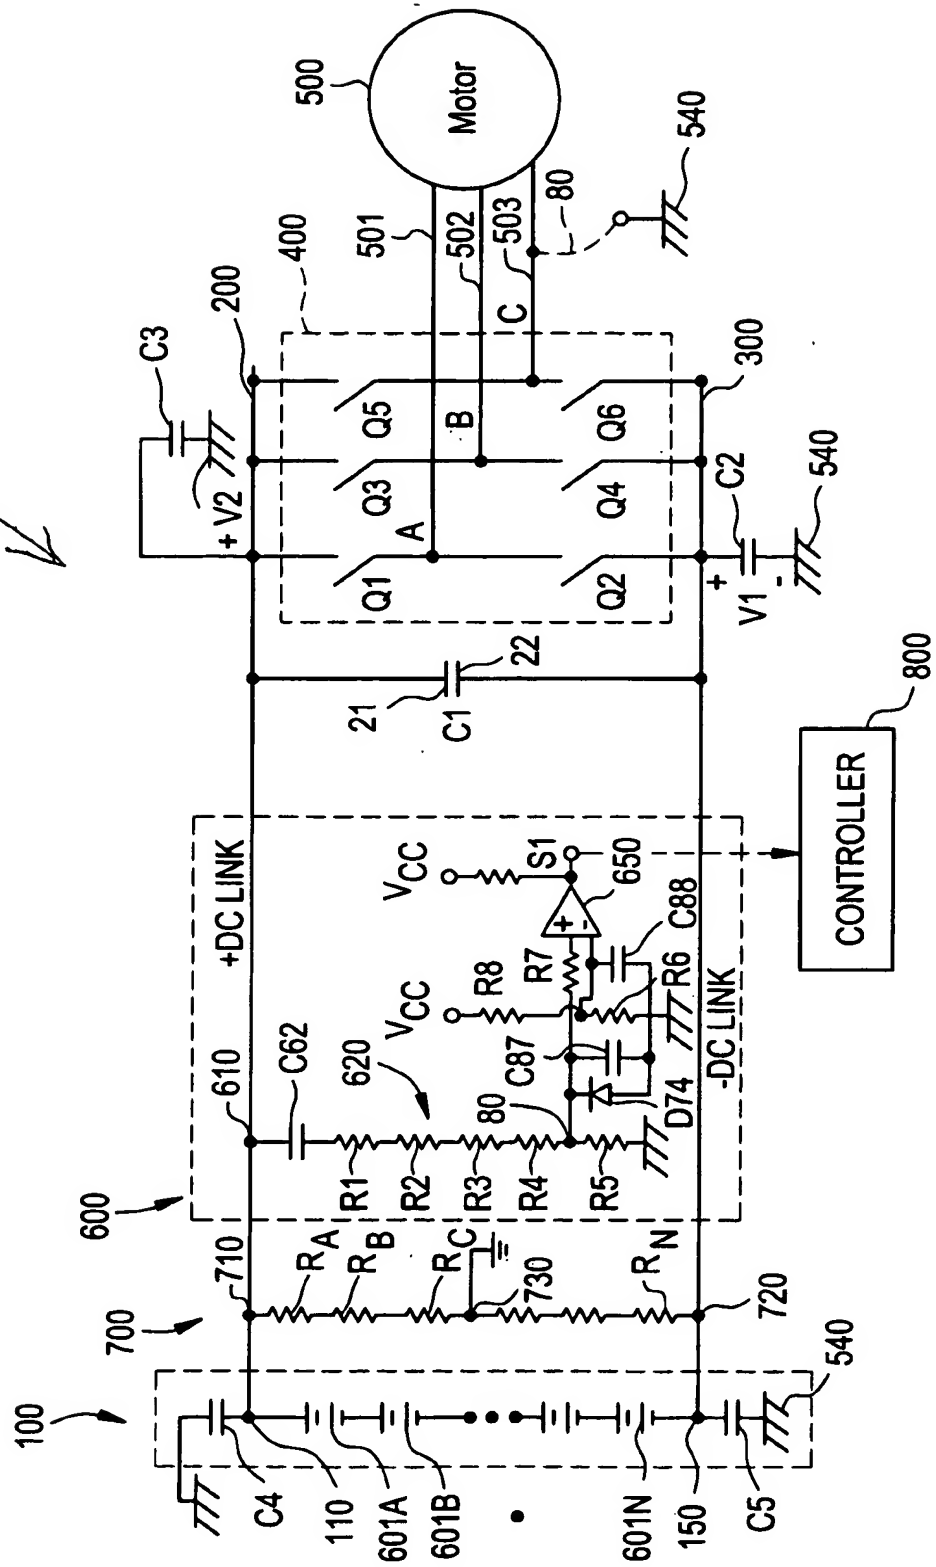 100
C4
110
601A
601B
601N
150
C5
540
700
710
RA
RB
RC
730
RN
720
600
610
+DC LINK
C62
620
R1
R2
R3
R4
80
R5
VCC
R8
C87
D74
R7
R6
VCC
S1
+
-
650
C88
-DC LINK
CONTROLLER
800
21
22
C1
+ V2
C3
200
400
Q1
Q3
Q5
A
B
C
Q2
Q4
Q6
+
V1
-
C2
540
300
501
502
503
80
540
500
Motor